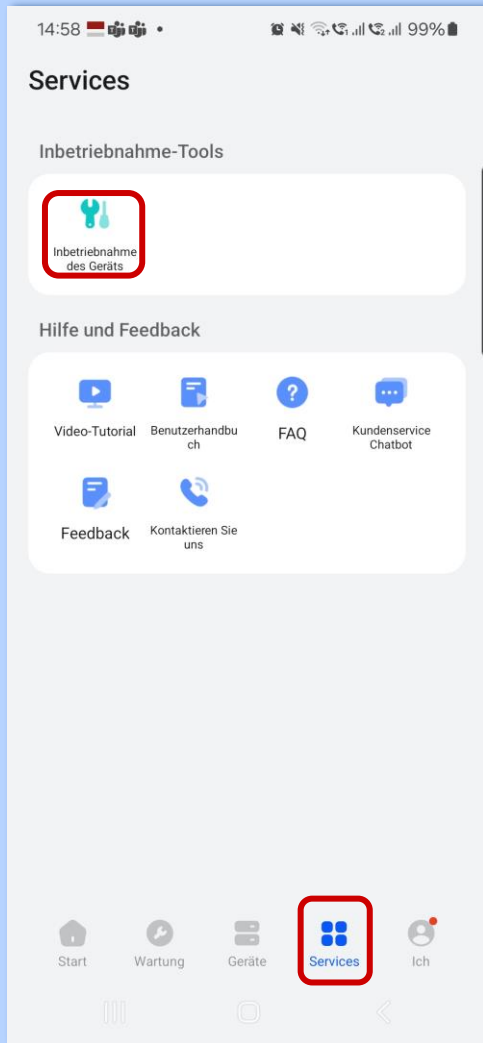 14:58 99%
Services
Inbetriebnahme-Tools
Inbetriebnahme
des Geräts
Hilfe und Feedback
Video-Tutorial
Benutzerhandbu
ch
FAQ
Kundenservice
Chatbot
Feedback
Kontaktieren Sie
uns
Start
Wartung
Geräte
Services
Ich